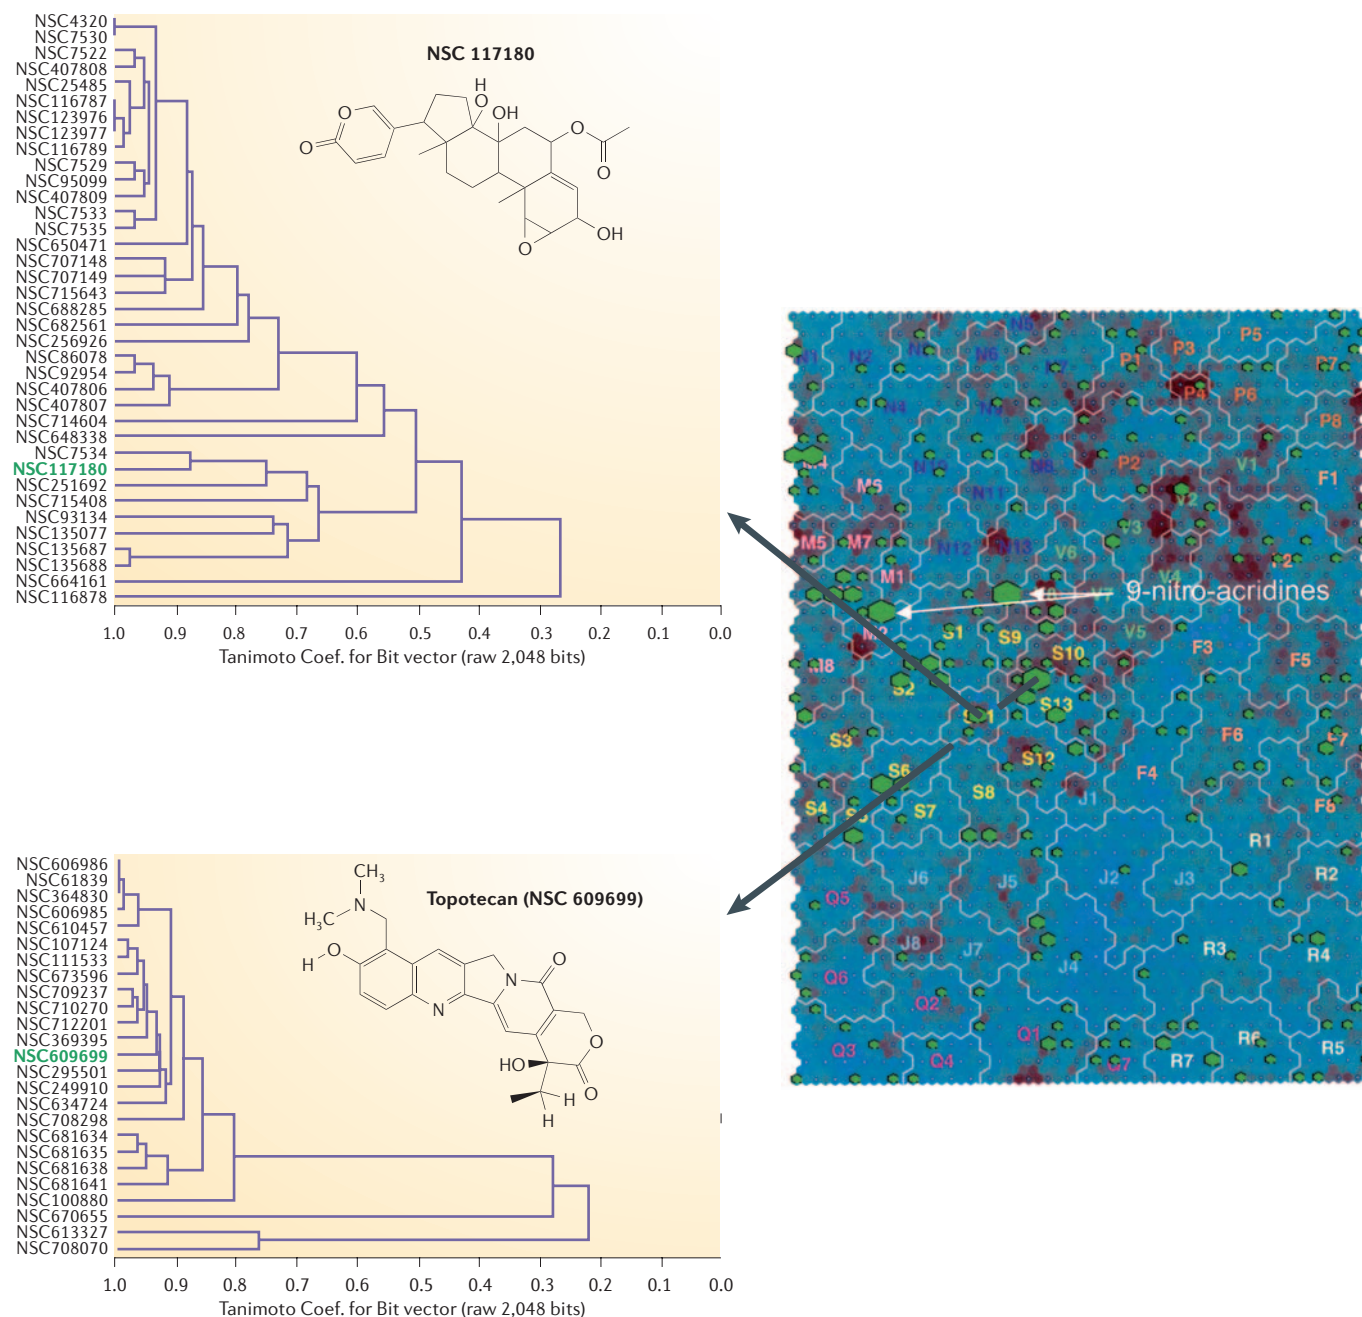 NSC4320
NSC7530
NSC7522
NSC407808
NSC25485
NSC116787
NSC123976
NSC123977
NSC116789
NSC7529
NSC95099
NSC407809
NSC7533
NSC7535
NSC650471
NSC707148
NSC707149
NSC715643
NSC688285
NSC682561
NSC256926
NSC86078
NSC92954
NSC407806
NSC407807
NSC714604
NSC648338
NSC7534
NSC117180
NSC251692
NSC715408
NSC93134
NSC135077
NSC135687
NSC135688
NSC664161
NSC116878
1.0 0.9 0.8 0.7 0.6 0.5 0.4 0.3 0.2 0.1 0.0
Tanimoto Coef. for Bit vector (raw 2,048 bits)
NSC 117180
H
O
OH
O
O
O
O
O
OH
NSC606986
NSC61839
NSC364830
NSC606985
NSC610457
NSC107124
NSC111533
NSC673596
NSC709237
NSC710270
NSC712201
NSC369395
NSC609699
NSC295501
NSC249910
NSC634724
NSC708298
NSC681634
NSC681635
NSC681638
NSC681641
NSC100880
NSC670655
NSC613327
NSC708070
1.0 0.9 0.8 0.7 0.6 0.5 0.4 0.3 0.2 0.1 0.0
Tanimoto Coef. for Bit vector (raw 2,048 bits)
Topotecan (NSC 609699)
CH3
H3C
N
HO
N
N
O
O
HO
O
H
H
N5
N1 N2 N6 N7 P1 P3 P5 P7
N4 P4 P6
P8
P2 V1
N8
M6 N11 V2 F1
M5 M7 N12 N13 V6 V3
M1 V4
9-nitro-acridines
S1 S9 V5
M8 S10 F3 F5
S2 S13
S3 F6 F7
S12
S6 F4
S4 S7 S8 J1
R1
J6 J5 J2 J3 R2
Q5
J8 J7 J4 R3 R4
Q6
Q2
Q1
Q3 Q4 R7 R6 R5